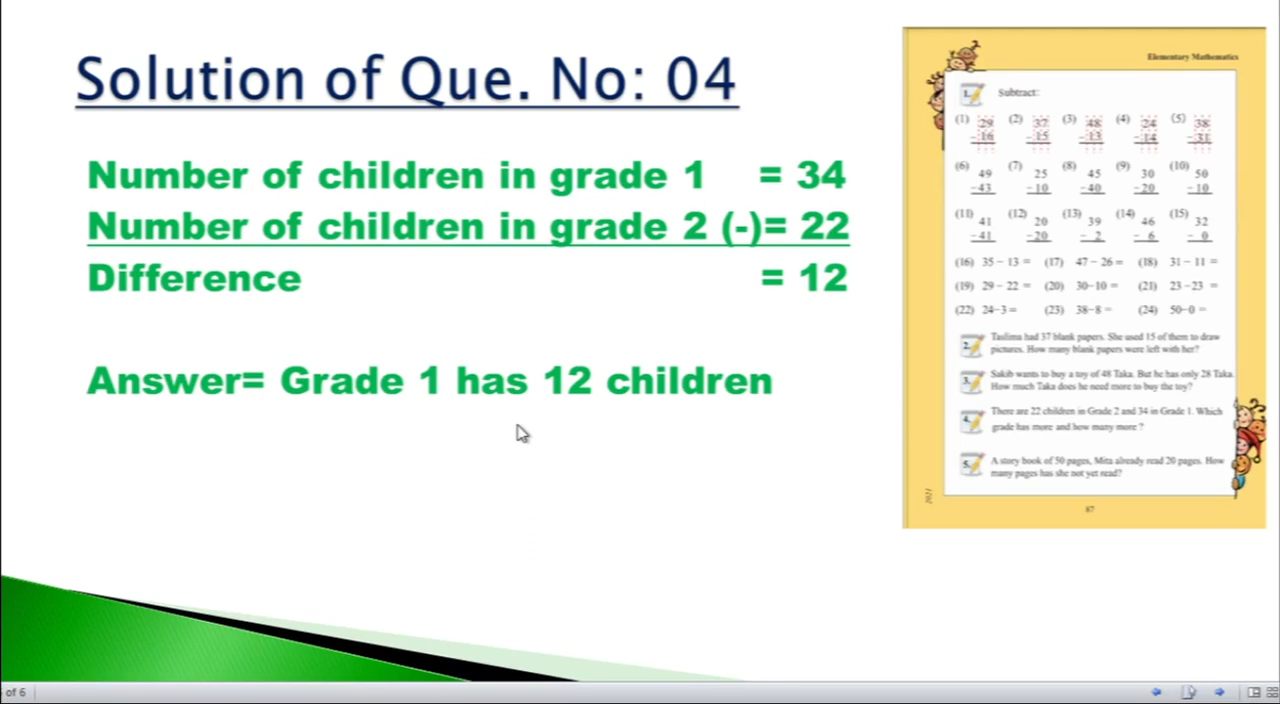 Solution of Que. No: 04
Number of children in grade 1 = 34
Number of children in grade 2 (-)= 22
Difference = 12
Answer= Grade 1 has 12 children
Elementary Mathematics
1. Subtract:
(1) 29 (2) 37 (3) 48 (4) 24 (5) 38
-16 -15 -13 -14 -31
(6) 49 (7) 25 (8) 45 (9) 30 (10) 50
-43 -10 -40 -20 -10
(11) 41 (12) 20 (13) 39 (14) 46 (15) 32
-41 -20 - 2 - 6 - 0
(16) 35 – 13 = (17) 47 – 26 = (18) 31 – 11 =
(19) 29 – 22 = (20) 30–10 = (21) 23 –23 =
(22) 24–3 = (23) 38–8 = (24) 50–0 =
2. Taslima had 37 blank papers. She used 15 of them to draw
pictures. How many blank papers were left with her?
3. Sakib wants to buy a toy of 48 Taka. But he has only 28 Taka.
How much Taka does he need more to buy the toy?
4. There are 22 children in Grade 2 and 34 in Grade 1. Which
grade has more and how many more ?
5. A story book of 50 pages, Mita already read 20 pages. How
many pages has she not yet read?
2021
87
of 6